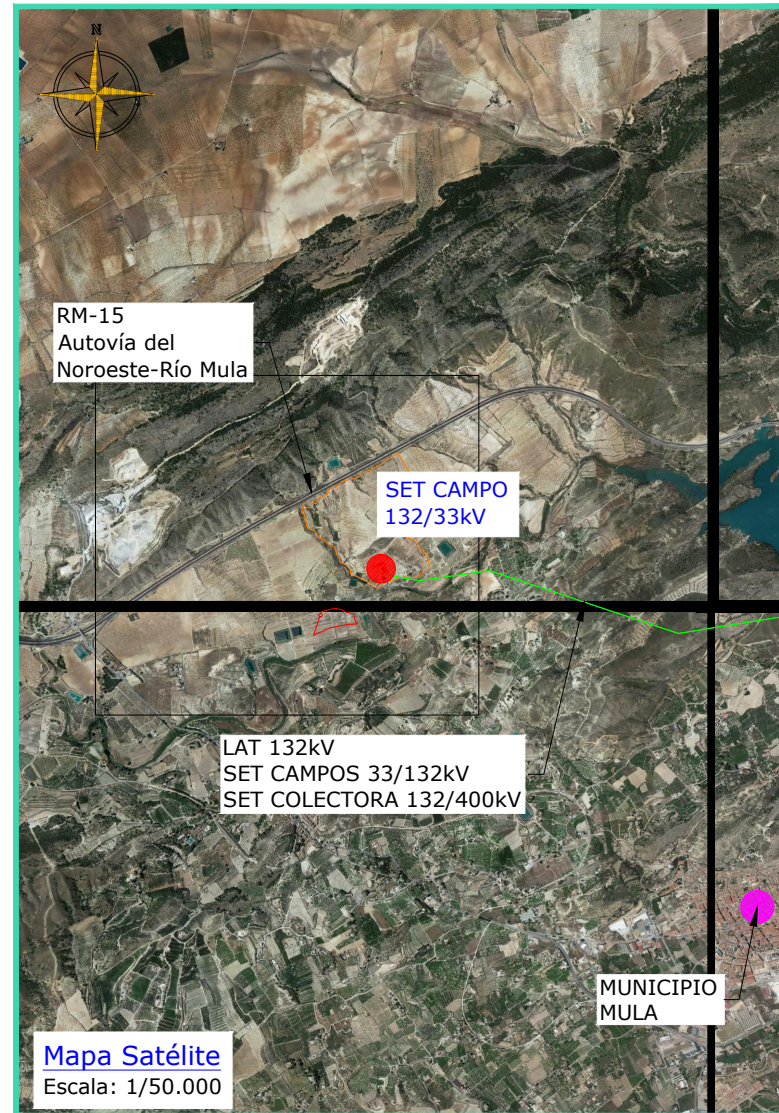 N
RM-15
Autovía del
Noroeste-Río Mula
SET CAMPO
132/33kV
LAT 132kV
SET CAMPOS 33/132kV
SET COLECTORA 132/400kV
MUNICIPIO
MULA
Mapa Satélite
Escala: 1/50.000